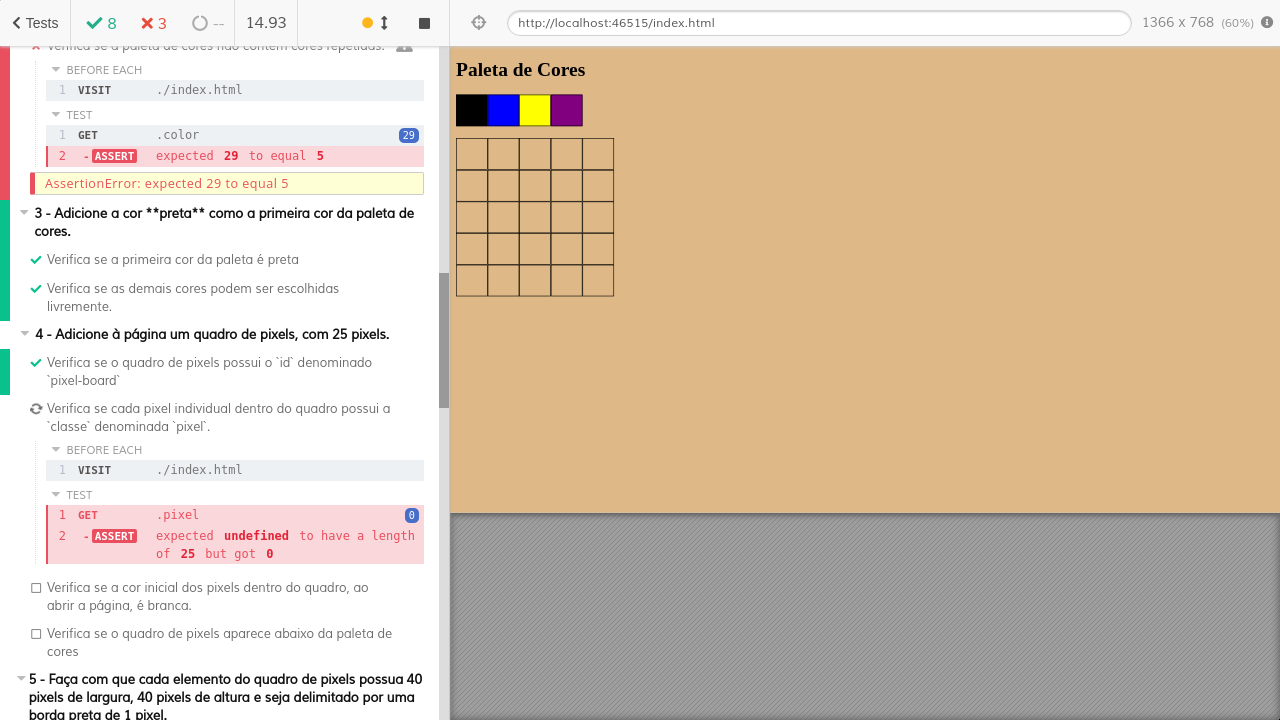 Tests
8
3
--
14.93
http://localhost:46515/index.html
1366 x 768 (60%)
Verifica se a paleta de cores não contém cores repetidas.
BEFORE EACH
1 VISIT ./index.html
TEST
1 GET .color 29
2 -ASSERT expected 29 to equal 5
AssertionError: expected 29 to equal 5
3 - Adicione a cor **preta** como a primeira cor da paleta de
cores.
Verifica se a primeira cor da paleta é preta
Verifica se as demais cores podem ser escolhidas
livremente.
4 - Adicione à página um quadro de pixels, com 25 pixels.
Verifica se o quadro de pixels possui o `id` denominado
`pixel-board`
Verifica se cada pixel individual dentro do quadro possui a
`classe` denominada `pixel`.
BEFORE EACH
1 VISIT ./index.html
TEST
1 GET .pixel 0
2 -ASSERT expected undefined to have a length
of 25 but got 0
Verifica se a cor inicial dos pixels dentro do quadro, ao
abrir a página, é branca.
Verifica se o quadro de pixels aparece abaixo da paleta de
cores
5 - Faça com que cada elemento do quadro de pixels possua 40
pixels de largura, 40 pixels de altura e seja delimitado por uma
borda preta de 1 pixel.
Paleta de Cores